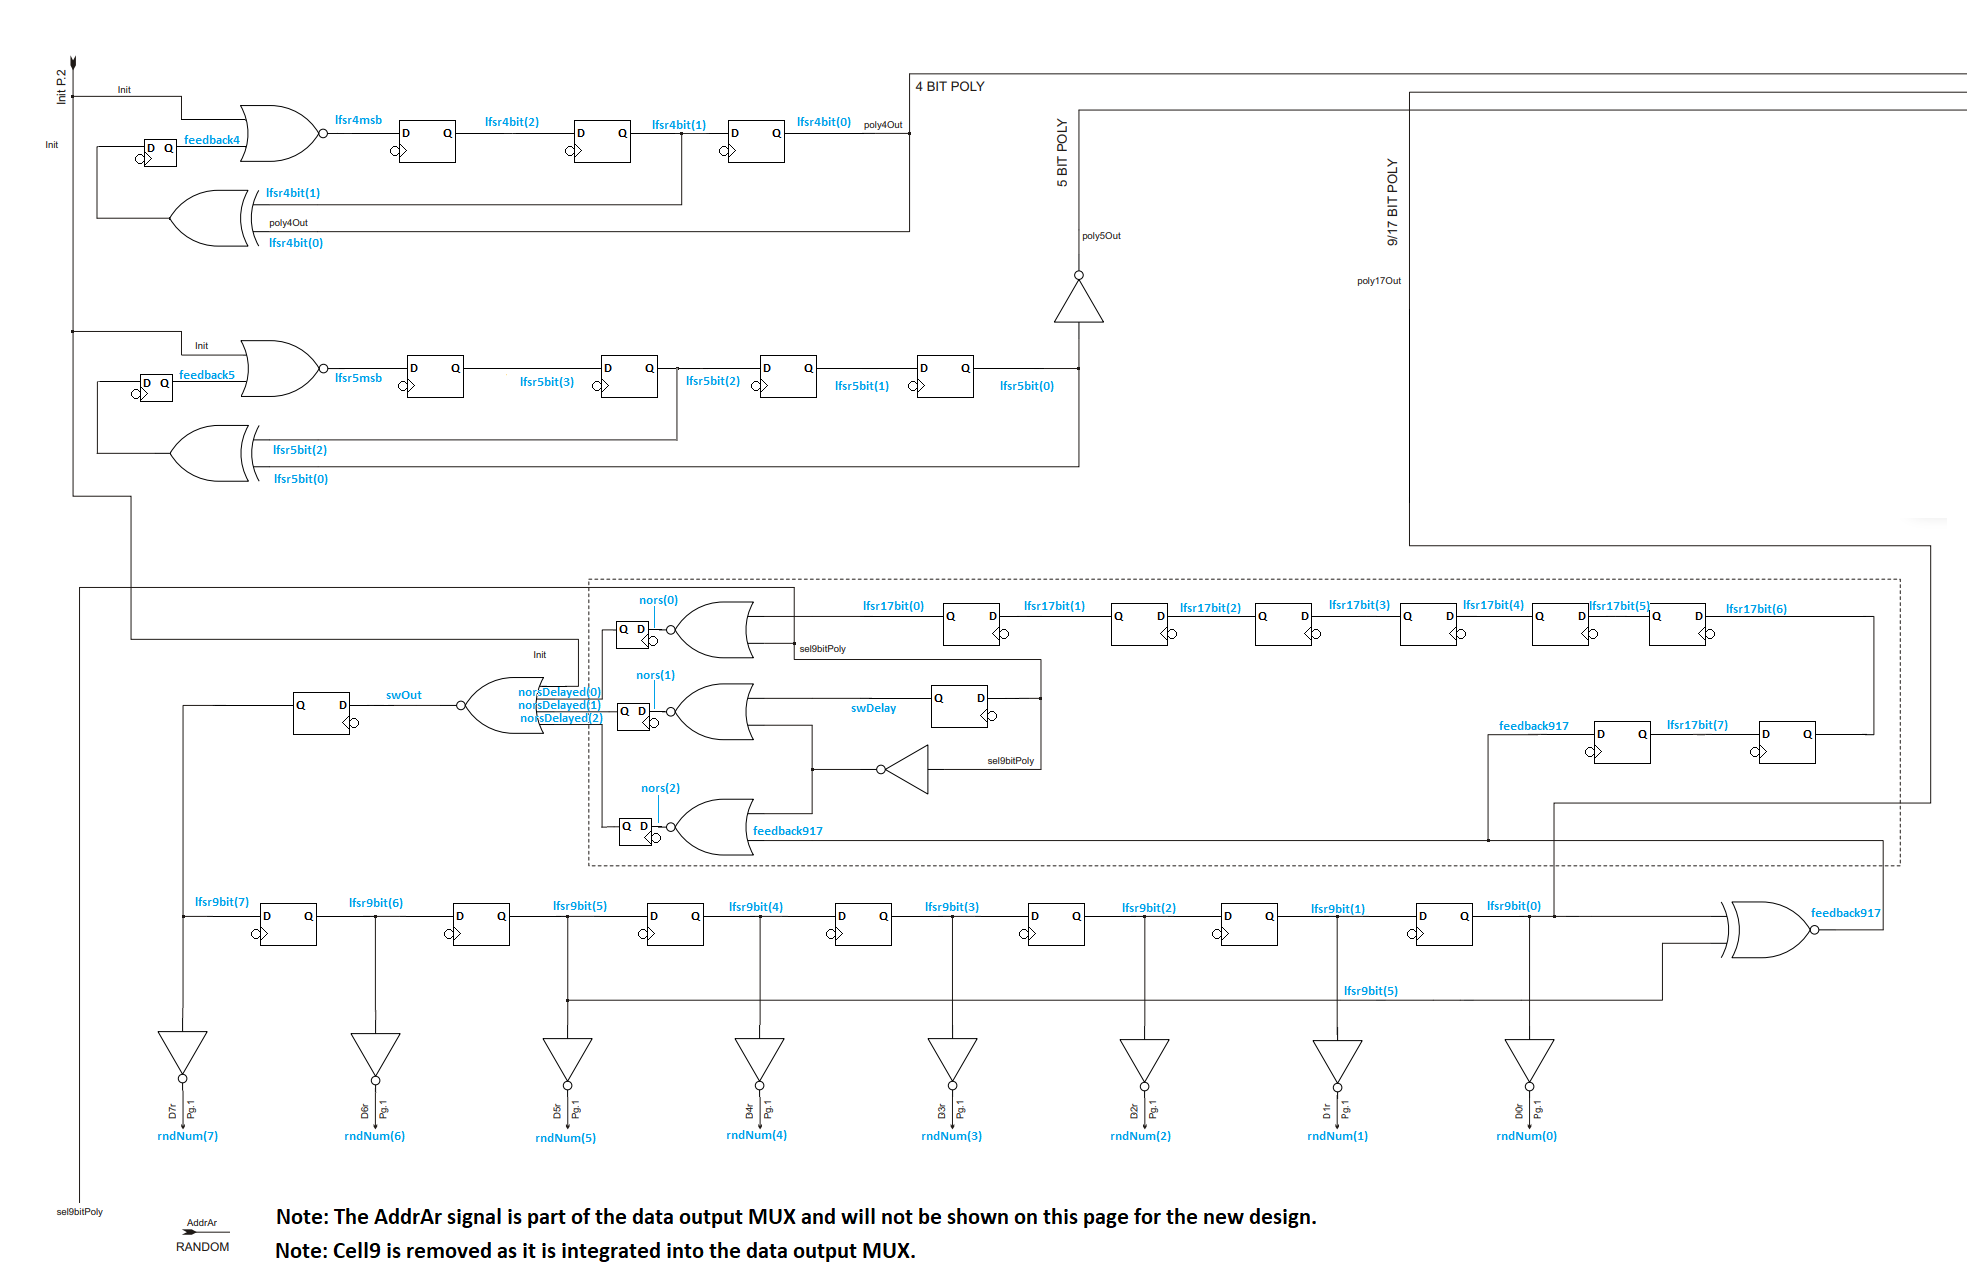 Init P.2
Init
Init
feedback4
D Q
lfsr4msb
D Q
lfsr4bit(2)
D Q
lfsr4bit(1)
D Q
lfsr4bit(0)
poly4Out
4 BIT POLY
lfsr4bit(1)
poly4Out
lfsr4bit(0)
5 BIT POLY
poly5Out
9/17 BIT POLY
poly17Out
Init
feedback5
D Q
lfsr5msb
D Q
lfsr5bit(3)
D Q
lfsr5bit(2)
D Q
lfsr5bit(1)
D Q
lfsr5bit(0)
lfsr5bit(2)
lfsr5bit(0)
nors(0)
Q D
lfsr17bit(0)
Q D
lfsr17bit(1)
Q D
lfsr17bit(2)
Q D
lfsr17bit(3)
Q D
lfsr17bit(4)
Q D
lfsr17bit(5)
Q D
lfsr17bit(6)
sel9bitPoly
Init
nors(1)
norsDelayed(0)
norsDelayed(1)
norsDelayed(2)
Q D
swOut
Q D
swDelay
Q D
feedback917
D Q
lfsr17bit(7)
D Q
sel9bitPoly
nors(2)
Q D
feedback917
lfsr9bit(7)
D Q
lfsr9bit(6)
D Q
lfsr9bit(5)
D Q
lfsr9bit(4)
D Q
lfsr9bit(3)
D Q
lfsr9bit(2)
D Q
lfsr9bit(1)
D Q
lfsr9bit(0)
feedback917
lfsr9bit(5)
D7r
Pg.1
D6r
Pg.1
D5r
Pg.1
D4r
Pg.1
D3r
Pg.1
D2r
Pg.1
D1r
Pg.1
D0r
Pg.1
rndNum(7)
rndNum(6)
rndNum(5)
rndNum(4)
rndNum(3)
rndNum(2)
rndNum(1)
rndNum(0)
sel9bitPoly
AddrAr
RANDOM
Note: The AddrAr signal is part of the data output MUX and will not be shown on this page for the new design.
Note: Cell9 is removed as it is integrated into the data output MUX.